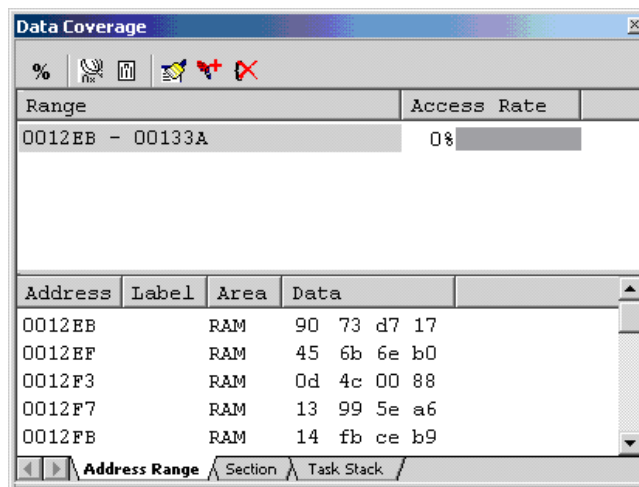 Data Coverage
%
Range Access Rate
0012EB - 00133A 0%
Address Label Area Data
0012EB RAM 90 73 d7 17
0012EF RAM 45 6b 6e b0
0012F3 RAM 0d 4c 00 88
0012F7 RAM 13 99 5e a6
0012FB RAM 14 fb ce b9
Address Range Section Task Stack